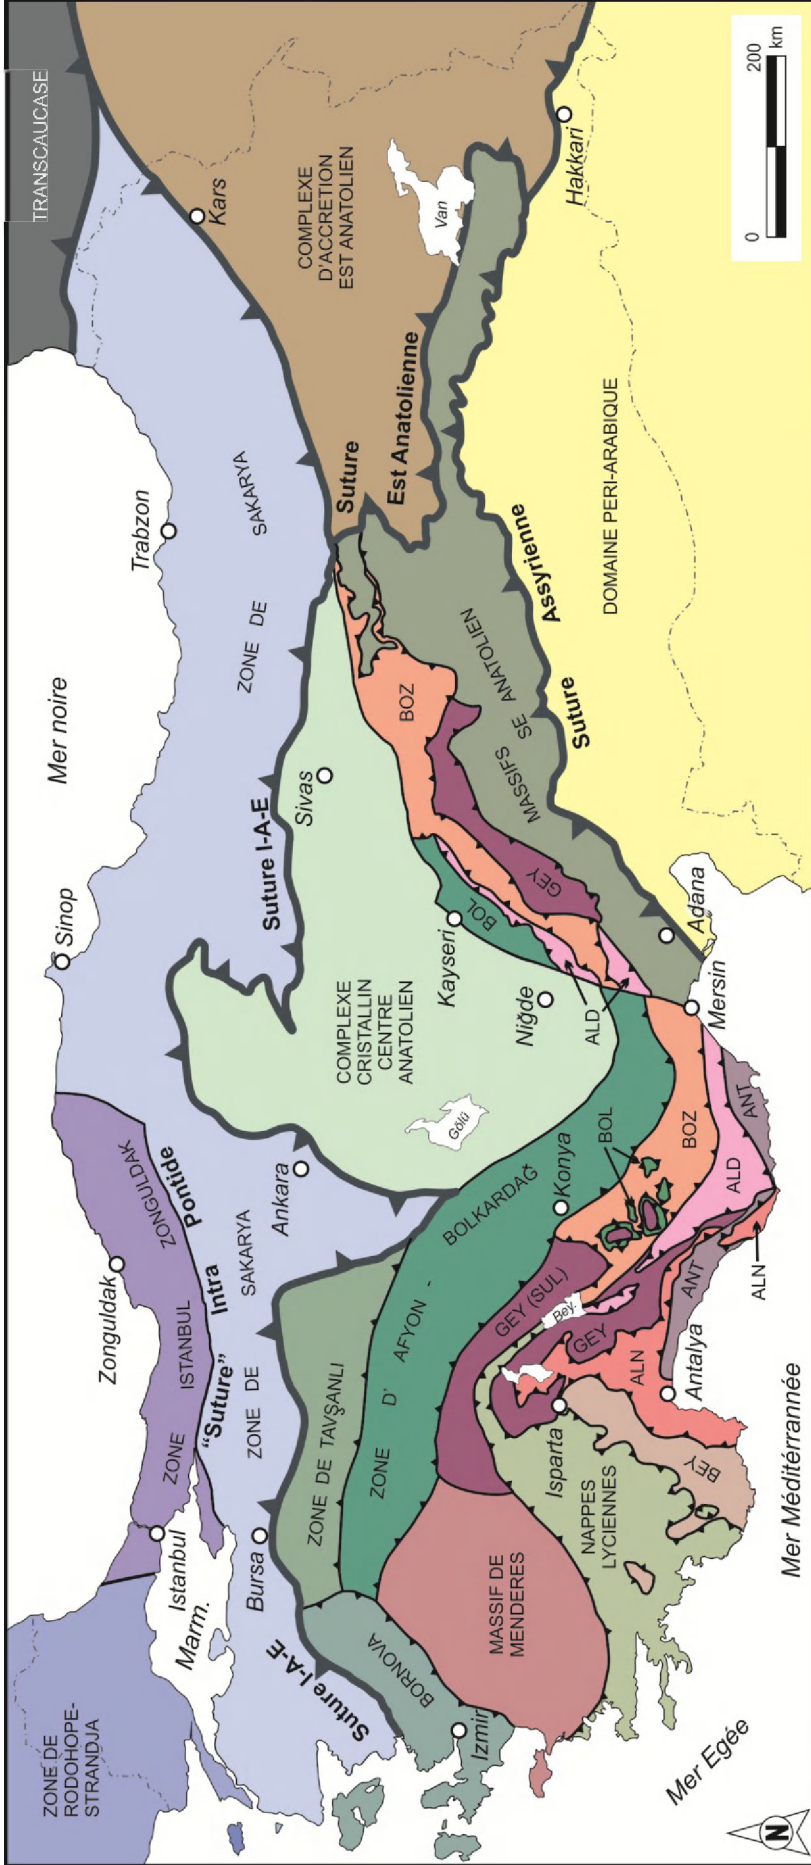 TRANSCAUCASE
ZONE DE
RODOHOPE-
STRANDJA
Mer noire
Sinop
Trabzon
Kars
Zonguldak
Istanbul
Marm.
Bursa
Ankara
ZONE
ISTANBUL
ZONGULDAK
"Suture"
Intra
Pontide
ZONE DE
SAKARYA
ZONE DE
SAKARYA
Suture I-A-E
Suture I-A-E
Sivas
COMPLEXE
D'ACCRETION
EST ANATOLIEN
Van
Suture
Est Anatolienne
Hakkari
COMPLEXE
CRISTALLIN
CENTRE
ANATOLIEN
Gölü
Kayseri
Niğde
BOL
ALD
BOZ
GEY
MASSIFS
SE ANATOLIEN
Suture
Assyrienne
DOMAINE PERI-ARABIQUE
Adana
Mersin
ZONE DE TAVŞANLI
ZONE
D'
AFYON -
BOLKARDAĞ
BORNOVA
Izmir
MASSIF DE
MENDERES
GEY (SUL)
Bey.
Konya
BOL
BOZ
ALD
ANT
GEY
ANT
ALN
ALN
Isparta
Antalya
BEY
NAPPES
LYCIENNES
Mer Egée
Mer Méditérrannée
N
0
200
km